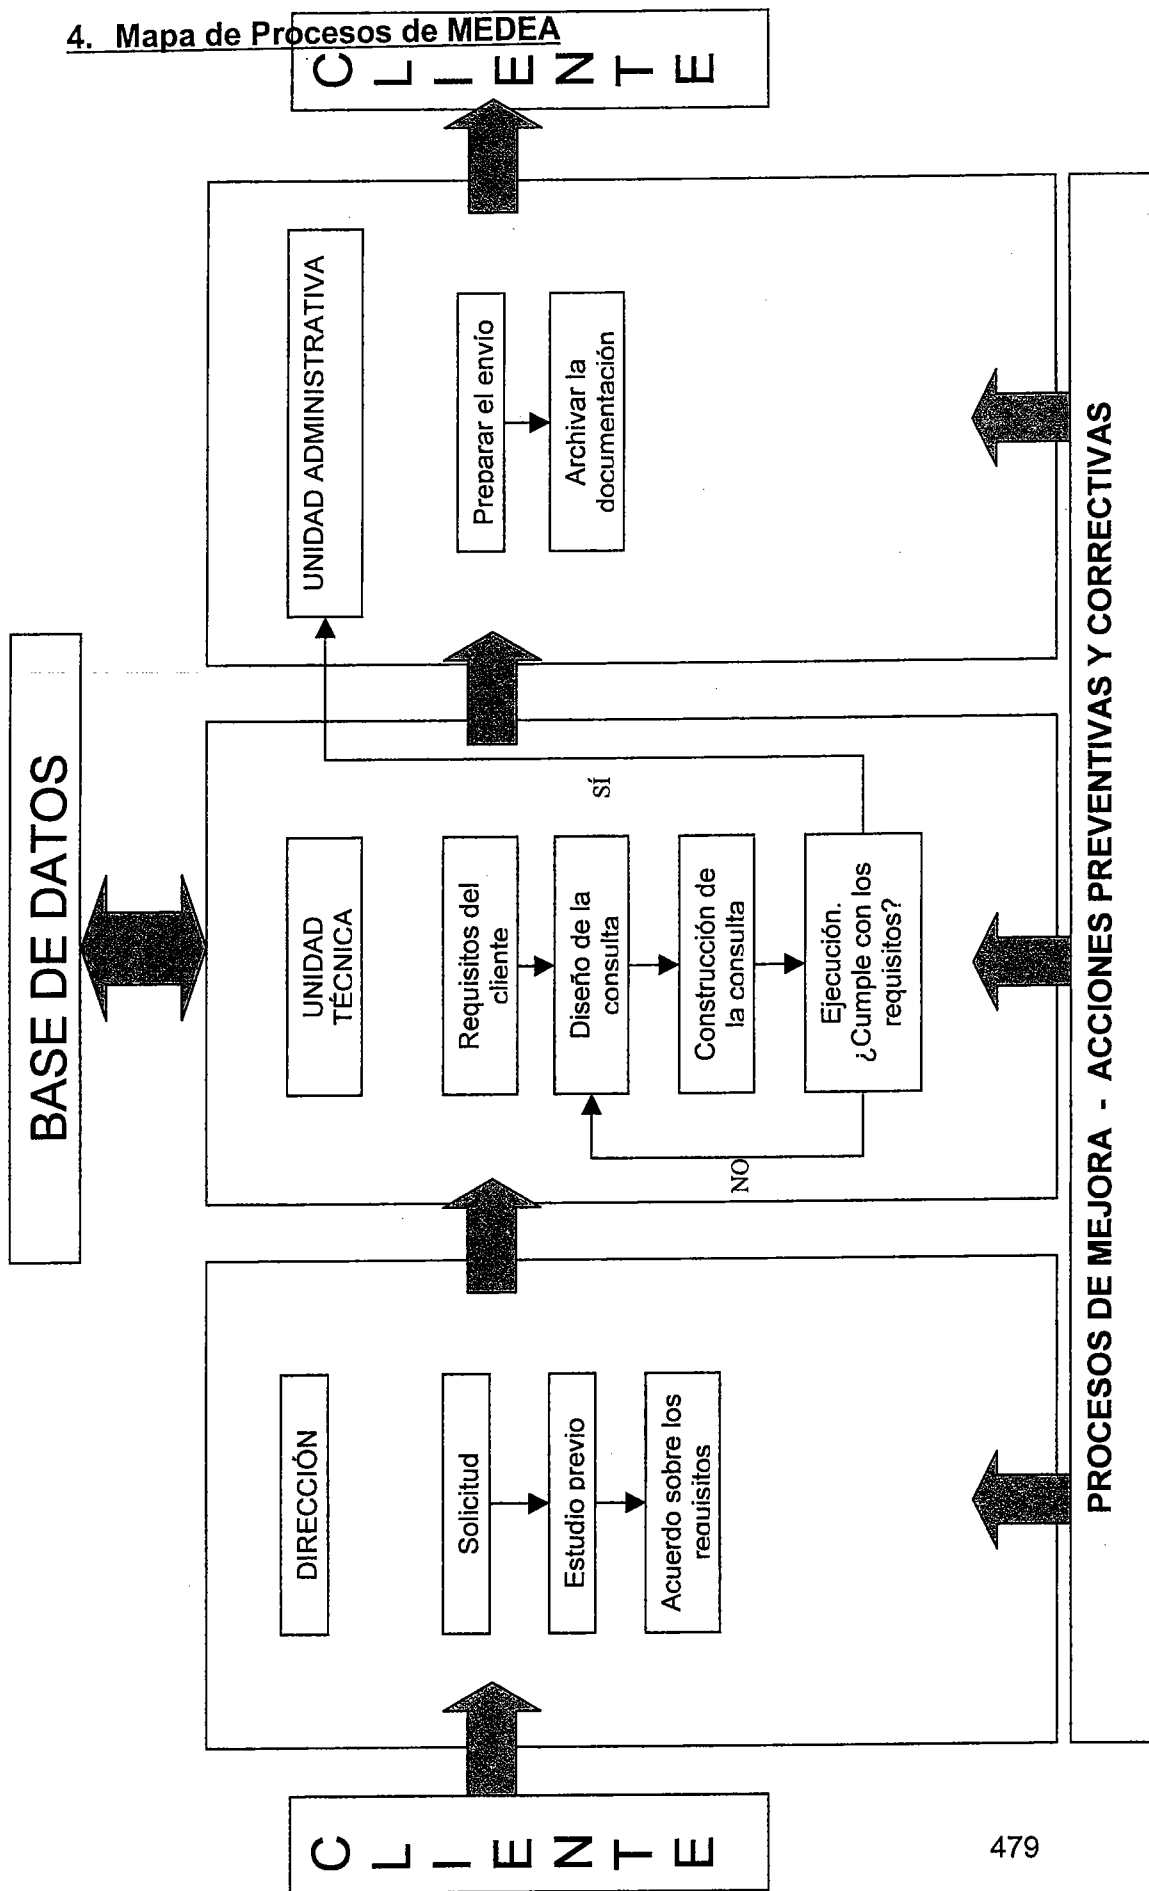 4. Mapa de Procesos de MEDEA
BASE DE DATOS
CLIENTE
DIRECCIÓN
Solicitud
Estudio previo
Acuerdo sobre los
requisitos
UNIDAD
TÉCNICA
Requisitos del
cliente
Diseño de la
consulta
Construcción de
la consulta
Ejecución.
¿Cumple con los
requisitos?
NO
SÍ
UNIDAD ADMINISTRATIVA
Preparar el envío
Archivar la
documentación
CLIENTE
PROCESOS DE MEJORA - ACCIONES PREVENTIVAS Y CORRECTIVAS
479